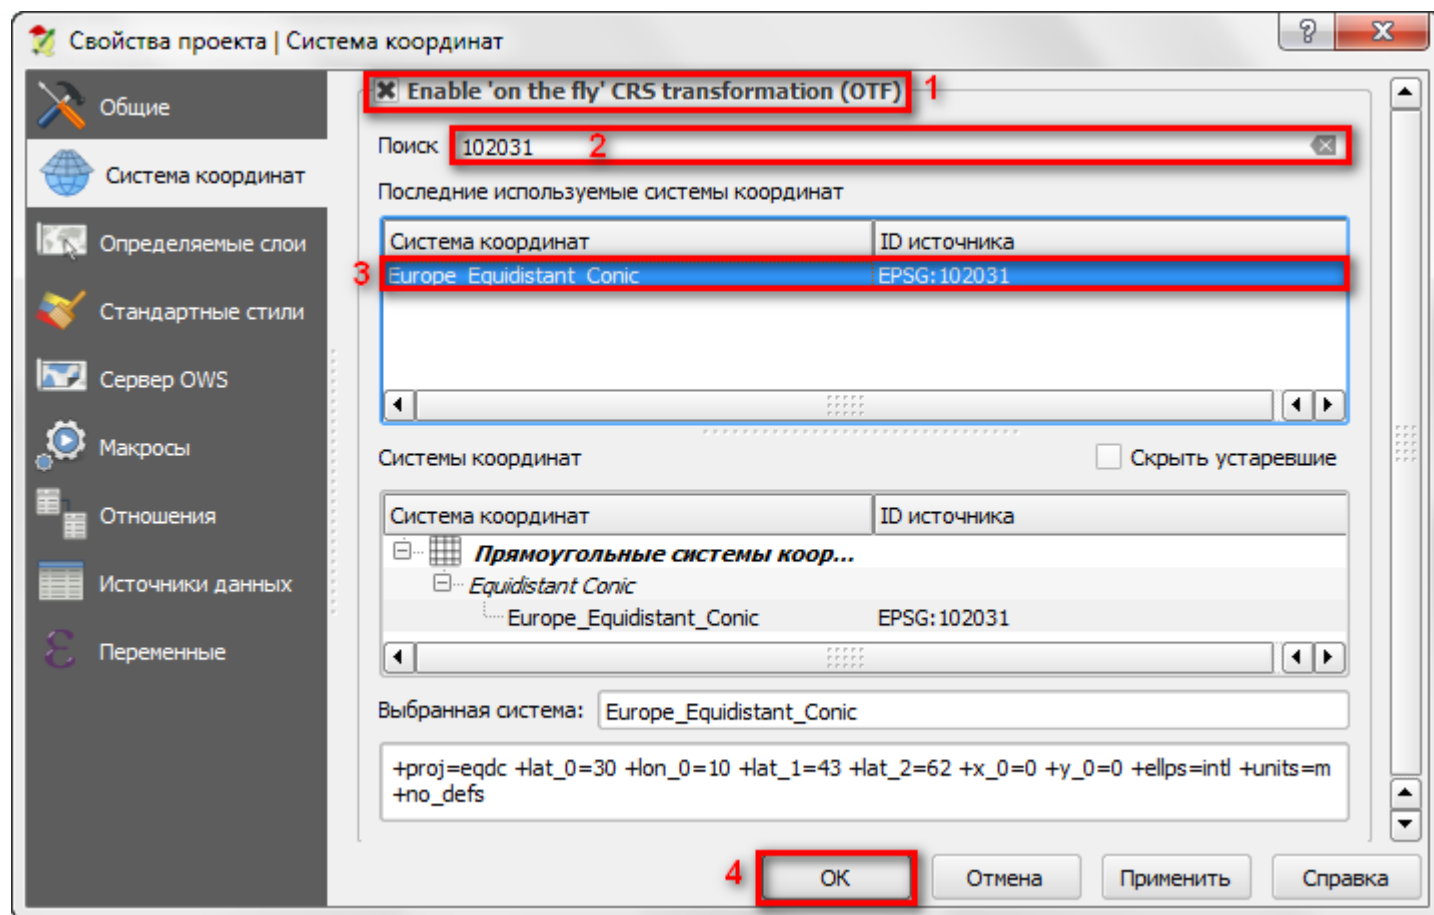 Свойства проекта | Система координат
Общие
Система координат
Определяемые слои
Стандартные стили
Сервер OWS
Макросы
Отношения
Источники данных
Переменные
Enable 'on the fly' CRS transformation (OTF) 1
Поиск 102031 2
Последние используемые системы координат
Система координат ID источника
3 Europe_Equidistant_Conic EPSG:102031
Системы координат Скрыть устаревшие
Система координат ID источника
Прямоугольные системы коор...
Equidistant Conic
Europe_Equidistant_Conic EPSG:102031
Выбранная система: Europe_Equidistant_Conic
+proj=eqdc +lat_0=30 +lon_0=10 +lat_1=43 +lat_2=62 +x_0=0 +y_0=0 +ellps=intl +units=m
+no_defs
4 OK Отмена Применить Справка